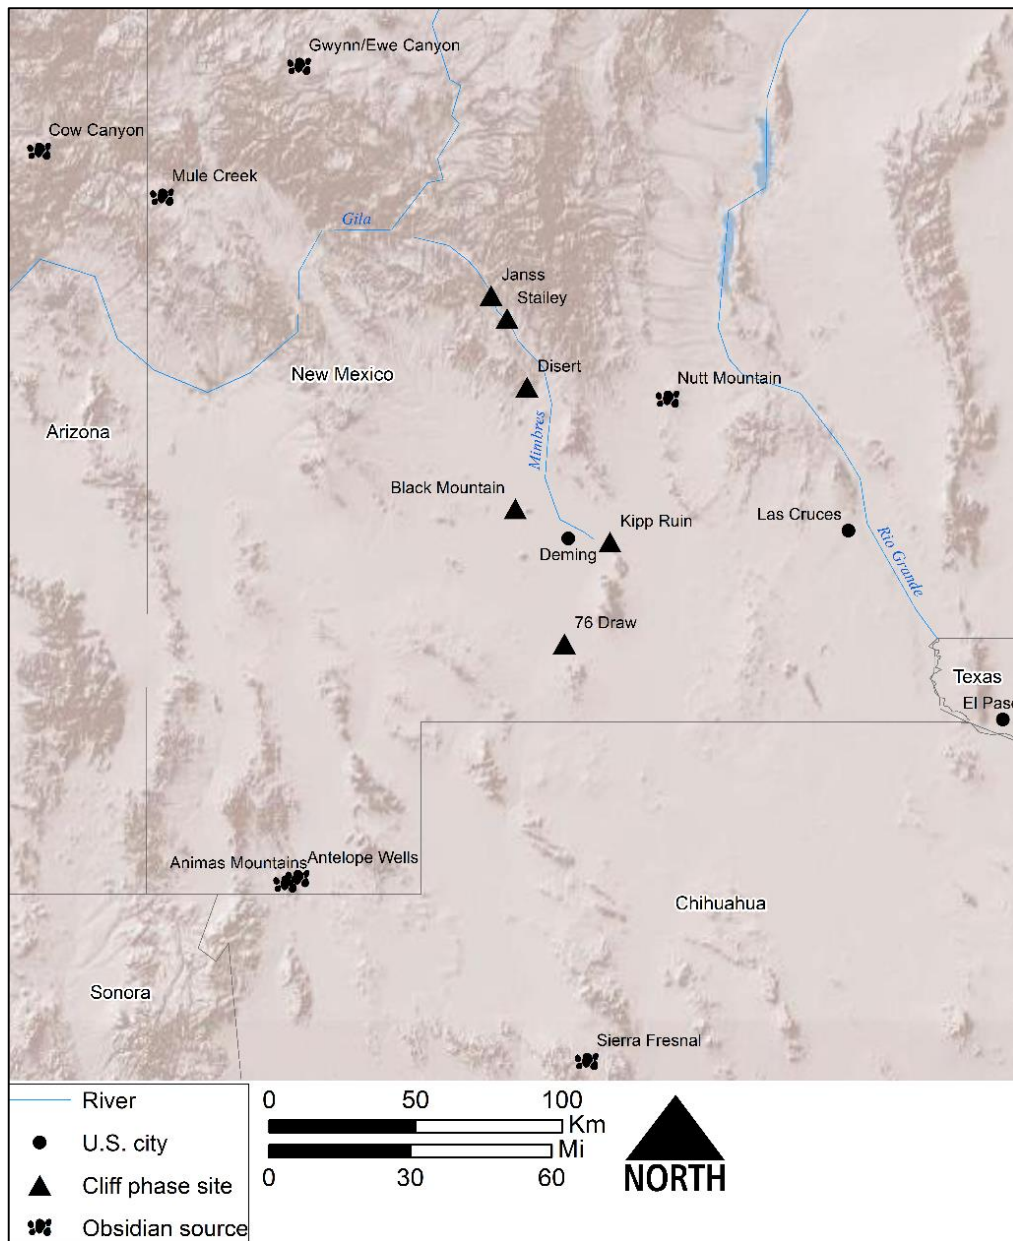 Gwynn/Ewe Canyon
Cow Canyon
Mule Creek
Gila
Janss
Stailey
New Mexico
Disert
Nutt Mountain
Arizona
Mimbres
Black Mountain
Kipp Ruin
Las Cruces
Deming
Rio Grande
76 Draw
Texas
El Paso
Animas Mountains
Antelope Wells
Chihuahua
Sonora
Sierra Fresnal
River
U.S. city
Cliff phase site
Obsidian source
0 50 100
Km
Mi
0 30 60
NORTH